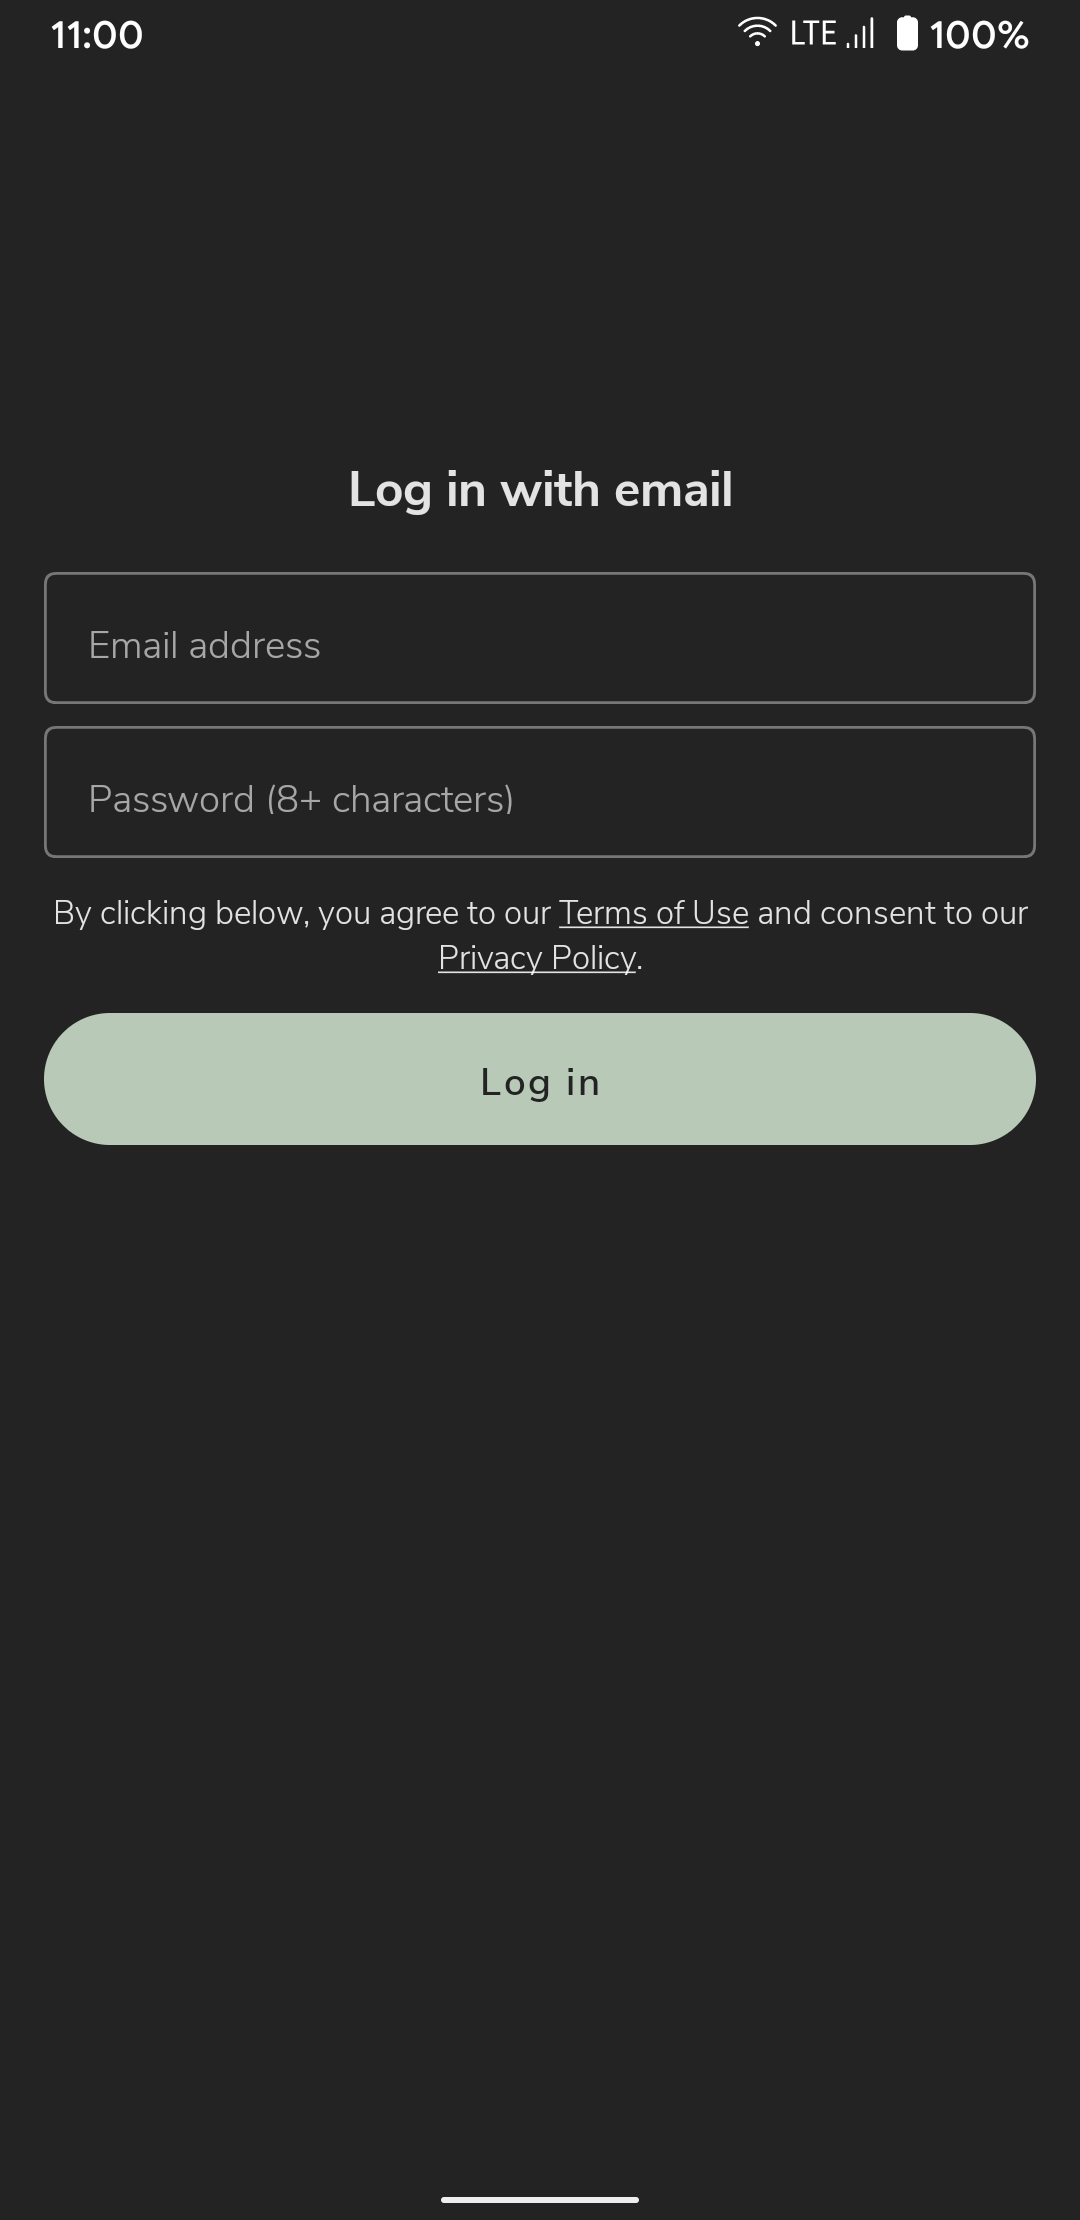 11:00 LTE 100%
Log in with email
Email address
Password (8+ characters)
By clicking below, you agree to our Terms of Use and consent to our
Privacy Policy.
Log in